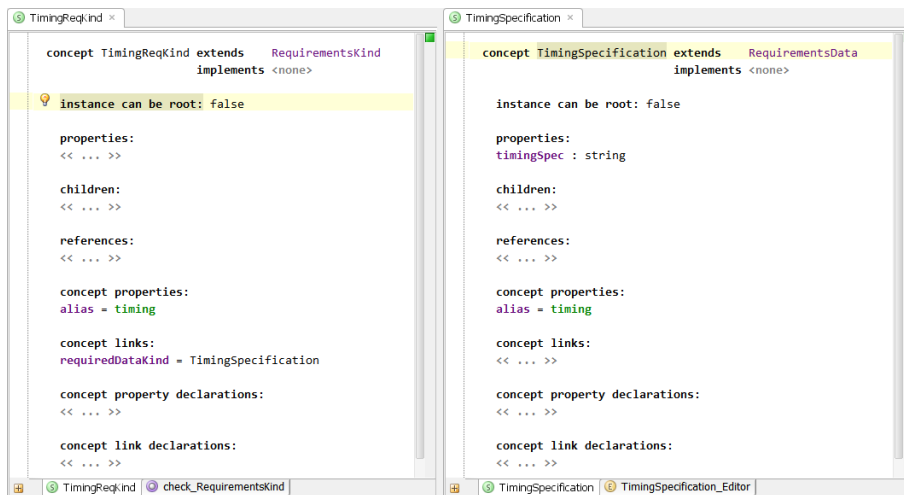 TimingReqKind ×
concept TimingReqKind extends RequirementsKind
implements <none>
instance can be root: false
properties:
<< ... >>
children:
<< ... >>
references:
<< ... >>
concept properties:
alias = timing
concept links:
requiredDataKind = TimingSpecification
concept property declarations:
<< ... >>
concept link declarations:
<< ... >>
S TimingReqKind check_RequirementsKind
S TimingSpecification ×
concept TimingSpecification extends RequirementsData
implements <none>
instance can be root: false
properties:
timingSpec : string
children:
<< ... >>
references:
<< ... >>
concept properties:
alias = timing
concept links:
<< ... >>
concept property declarations:
<< ... >>
concept link declarations:
<< ... >>
S TimingSpecification E TimingSpecification_Editor